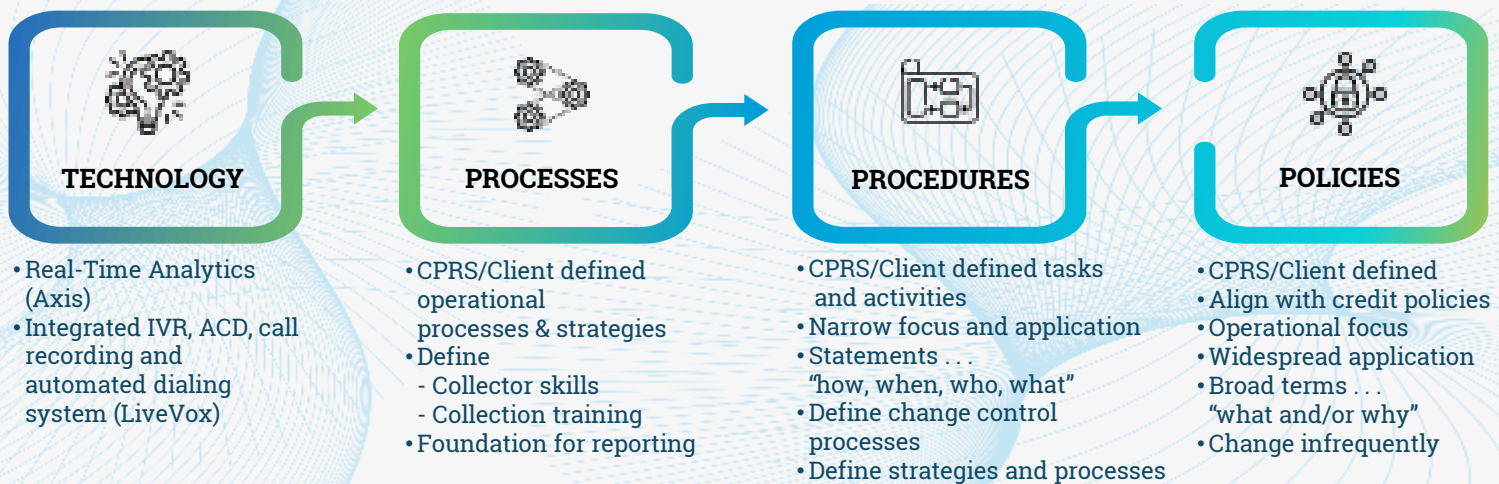 TECHNOLOGY
• Real-Time Analytics
(Axis)
• Integrated IVR, ACD, call
recording and
automated dialing
system (LiveVox)
PROCESSES
• CPRS/Client defined
operational
processes & strategies
• Define
- Collector skills
- Collection training
• Foundation for reporting
PROCEDURES
• CPRS/Client defined tasks
and activities
• Narrow focus and application
• Statements . . .
“how, when, who, what”
• Define change control
processes
• Define strategies and processes
POLICIES
• CPRS/Client defined
• Align with credit policies
• Operational focus
• Widespread application
• Broad terms . . .
“what and/or why”
• Change infrequently